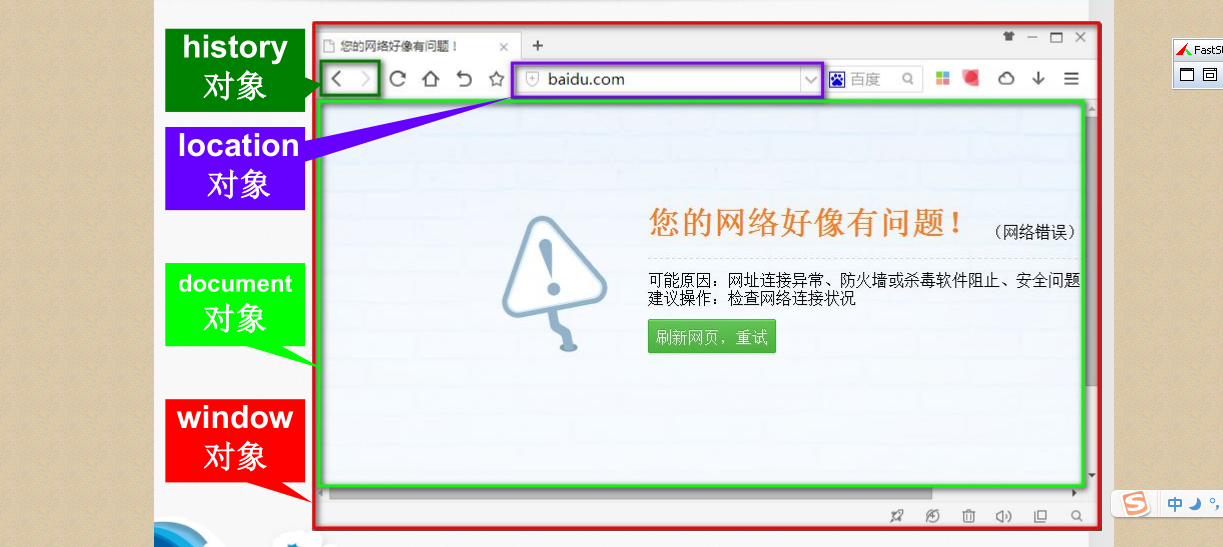 history
对象
location
对象
document
对象
window
对象
您的网络好像有问题！
baidu.com
百度
您的网络好像有问题！
（网络错误）
可能原因：网址连接异常、防火墙或杀毒软件阻止、安全问题
建议操作：检查网络连接状况
刷新网页，重试
中